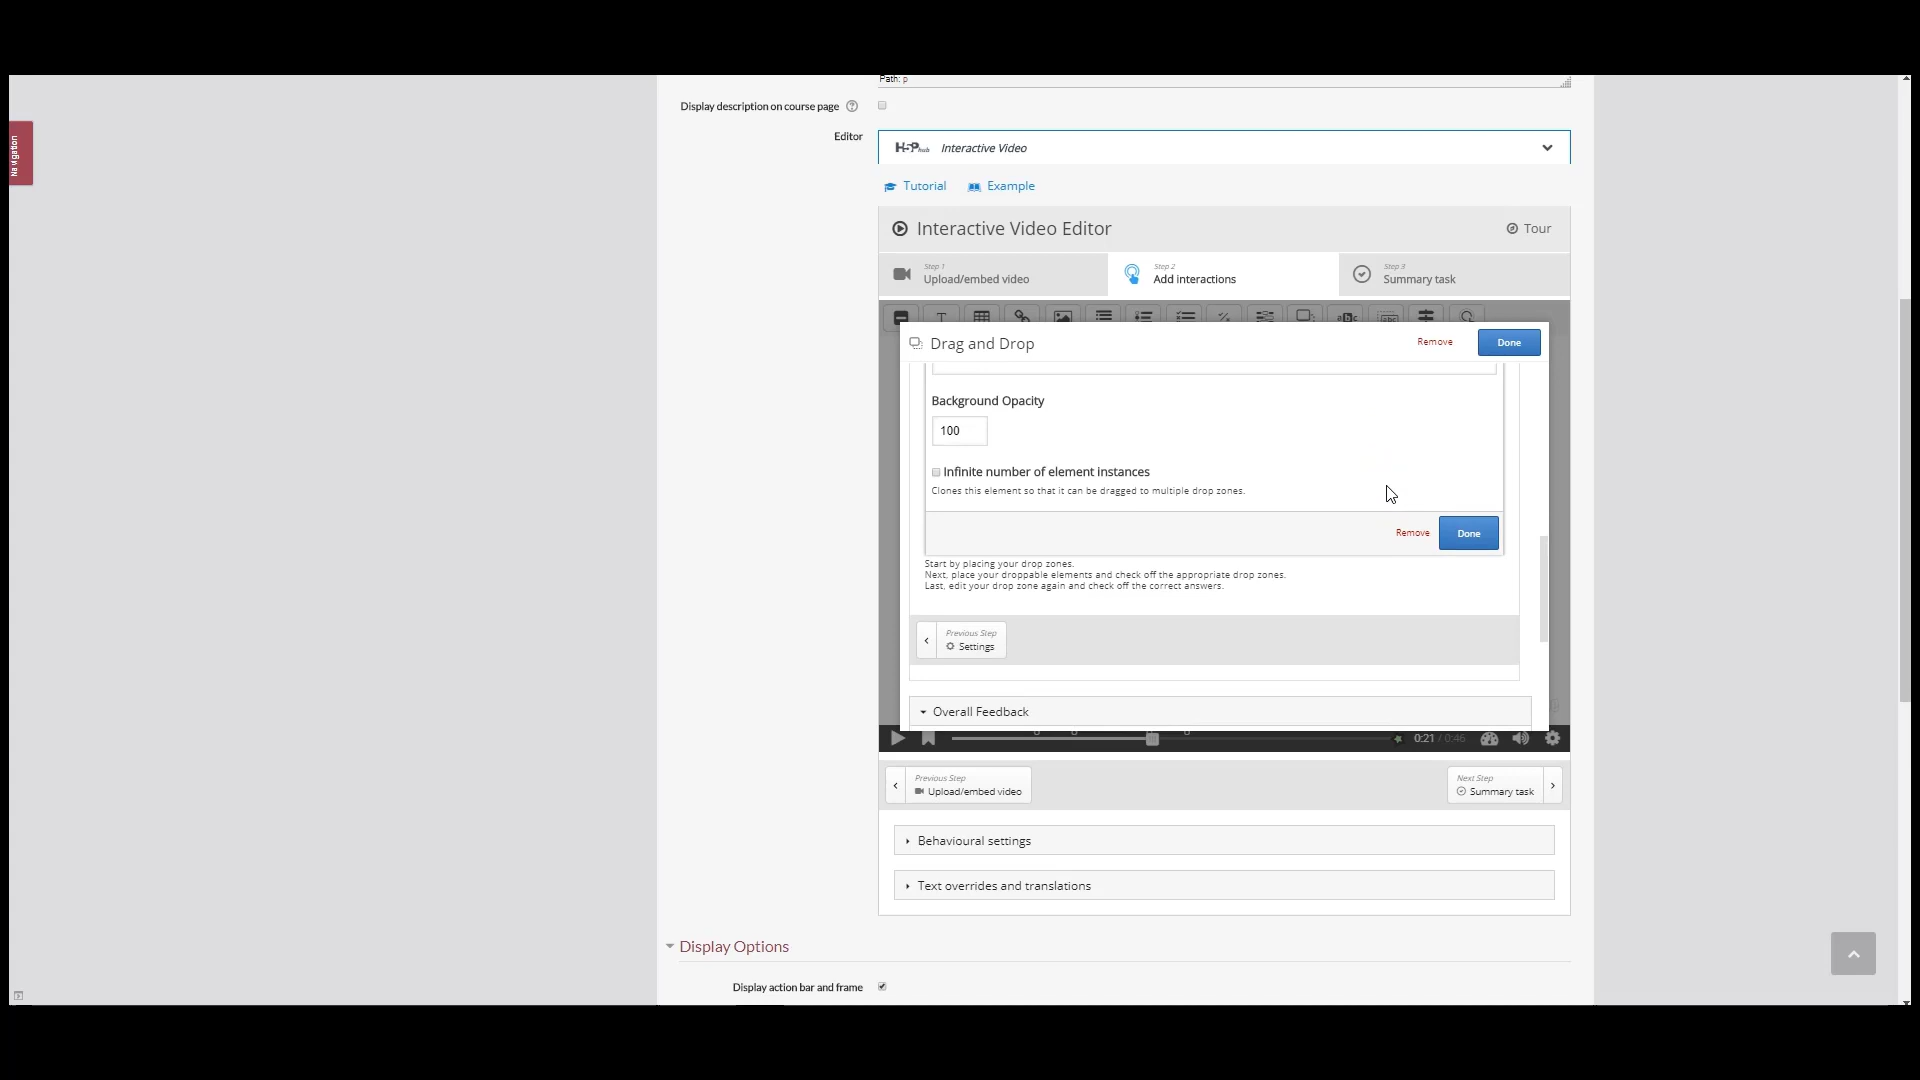 Path: p
Display description on course page
Editor
H5P hub Interactive Video
Navigation
Tutorial Example
Interactive Video Editor
Tour
Step 1
Upload/embed video
Step 2
Add interactions
Step 3
Summary task
T
abc
Drag and Drop
Remove
Done
Background Opacity
100
Infinite number of element instances
Clones this element so that it can be dragged to multiple drop zones.
Remove
Done
Start by placing your drop zones.
Next, place your droppable elements and check off the appropriate drop zones.
Last, edit your drop zone again and check off the correct answers.
Previous Step
Settings
Overall Feedback
0:21 / 0:46
Previous Step
Upload/embed video
Next Step
Summary task
Behavioural settings
Text overrides and translations
Display Options
Display action bar and frame